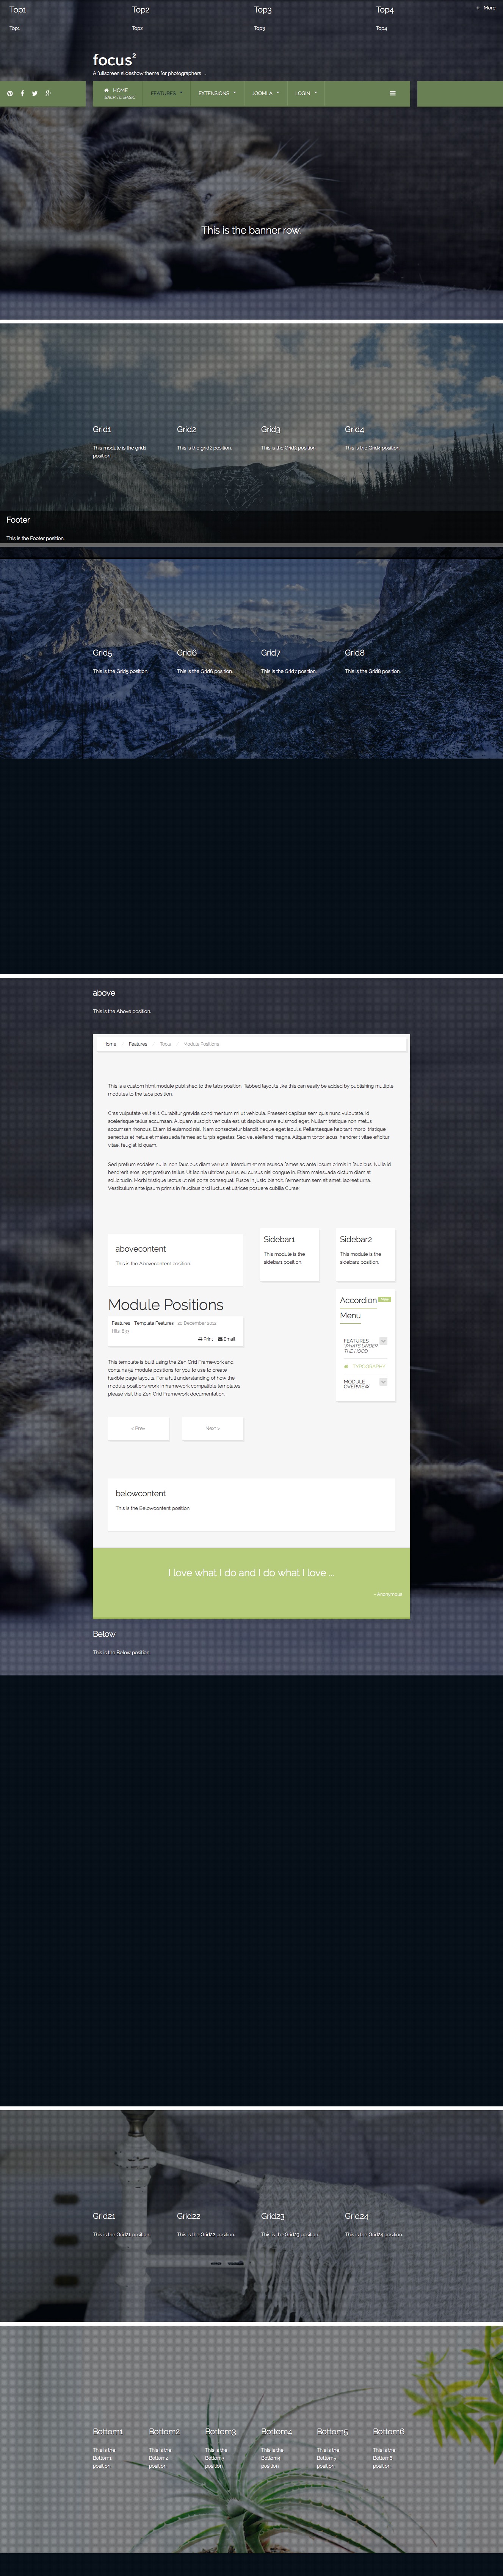 Top1 Top2 Top3 Top4 + More
Top1 Top2 Top3 Top4
focus²
A fullscreen slideshow theme for photographers ...
HOME FEATURES EXTENSIONS JOOMLA LOGIN
BACK TO BASIC
This is the banner row.
Grid1 Grid2 Grid3 Grid4
This module is the grid1 This is the grid2 position. This is the Grid3 position. This is the Grid4 position.
position.
Footer
This is the Footer position.
Grid5 Grid6 Grid7 Grid8
This is the Grid5 position. This is the Grid6 position. This is the Grid7 position. This is the Grid8 position.
above
This is the Above position.
Home Features Tools Module Positions
This is a custom html module published to the tabs position. Tabbed layouts like this can easily be added by publishing multiple
modules to the tabs position.
Cras vulputate velit elit. Curabitur gravida condimentum mi ut vehicula. Praesent dapibus sem quis nunc vulputate, id
scelerisque tellus accumsan. Aliquam suscipit vehicula est, ut dapibus urna euismod eget. Nunc tristique vulputate nunc, ut
accumsan rhoncus. Etiam id euismod nisl. Nam consectetur blandit neque eget iaculis. Pellentesque habitant morbi tristique
senectus et netus et malesuada fames ac turpis egestas. Sed vel eleifend magna. Aliquam tortor lacus, hendrerit vitae efficitur
vitae, feugiat id quam.
Sed pretium sodales nulla, non faucibus diam varius a. Interdum et malesuada fames ac ante ipsum primis in faucibus. Nulla id
hendrerit eros, eget pretium tellus. Ut lacinia ultrices purus, eu cursus nisl congue in. Etiam malesuada dictum diam at
sollicitudin. Morbi tristique lectus ut nisi porta consequat. Fusce in justo blandit, fermentum sem sit amet, laoreet urna.
Vestibulum ante ipsum primis in faucibus orci luctus et ultrices posuere cubilia Curae.
abovecontent
This is the Abovecontent position.
Sidebar1
This module is the
sidebar1 position.
Sidebar2
This module is the
sidebar2 position.
Module Positions
Features Template Features 20 December 2011
Hits: 833
Print Email
Accordion New
Menu
FEATURES
WHATS UNDER
THE HOOD
TYPOGRAPHY
MODULE
OVERVIEW
This template is built using the Zen Grid Framework and
contains 52 module positions for you to use to create
flexible page layouts. For a full understanding of how the
module positions work in framework compatible templates
please visit the Zen Grid Framework documentation.
< Prev Next >
belowcontent
This is the Belowcontent position.
I love what I do and I do what I love ...
- Anonymous
Below
This is the Below position.
Grid21 Grid22 Grid23 Grid24
This is the Grid21 position. This is the Grid22 position. This is the Grid23 position. This is the Grid24 position.
Bottom1 Bottom2 Bottom3 Bottom4 Bottom5 Bottom6
This is the This is the This is the This is the This is the This is the
Bottom1 Bottom2 Bottom3 Bottom4 Bottom5 Bottom6
position. position. position. position. position. position.